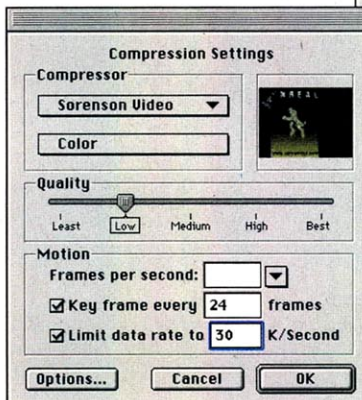 Compression Settings
Compressor
Sorenson Video
Color
Quality
Least Low Medium High Best
Motion
Frames per second:
Key frame every 24 frames
Limit data rate to 30 K/Second
Options... Cancel OK